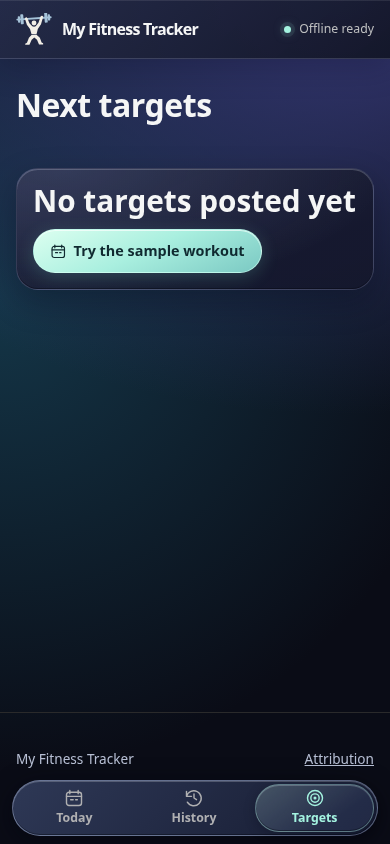 My Fitness Tracker
Offline ready
Next targets
No targets posted yet
Try the sample workout
My Fitness Tracker
Attribution
Today
History
Targets